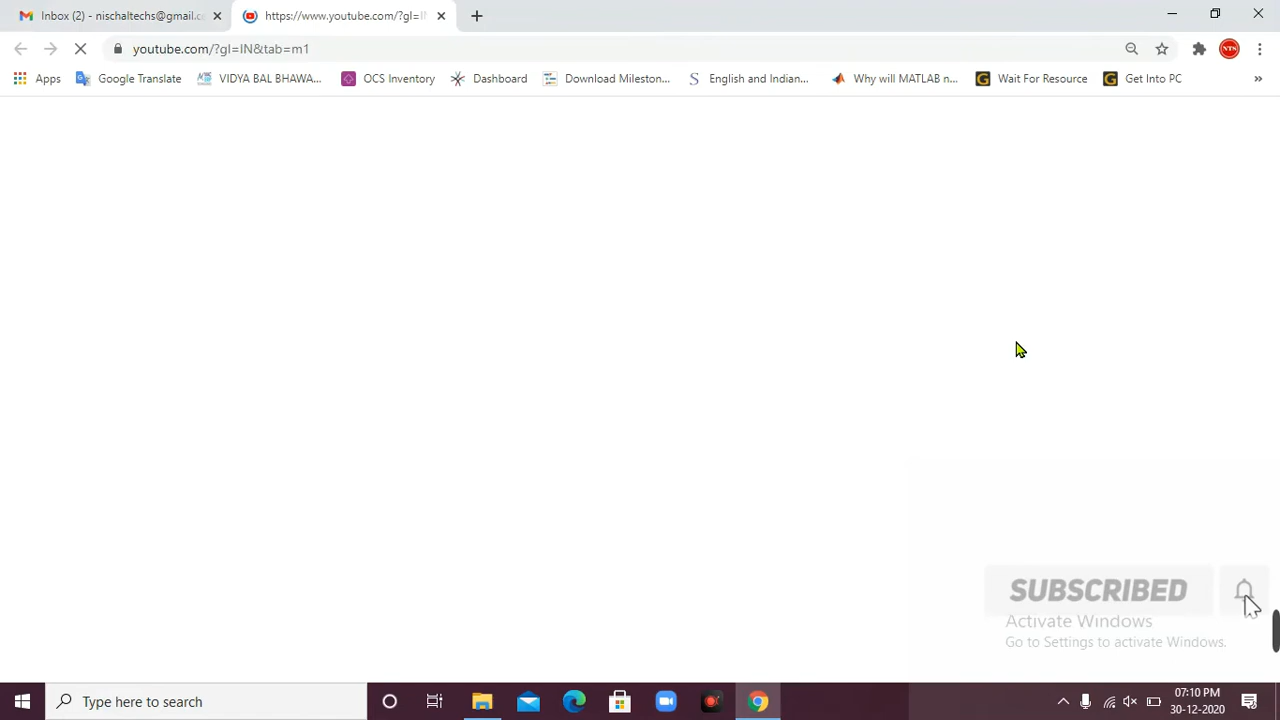 Inbox (2) - nischaltechs@gmail.c
https://www.youtube.com/?gl=I
youtube.com/?gl=IN&tab=m1
NTS
Apps
Google Translate
VIDYA BAL BHAWA...
OCS Inventory
Dashboard
Download Mileston...
English and Indian...
Why will MATLAB n...
Wait For Resource
Get Into PC
»
SUBSCRIBED
Activate Windows
Go to Settings to activate Windows.
Type here to search
07:10 PM
30-12-2020